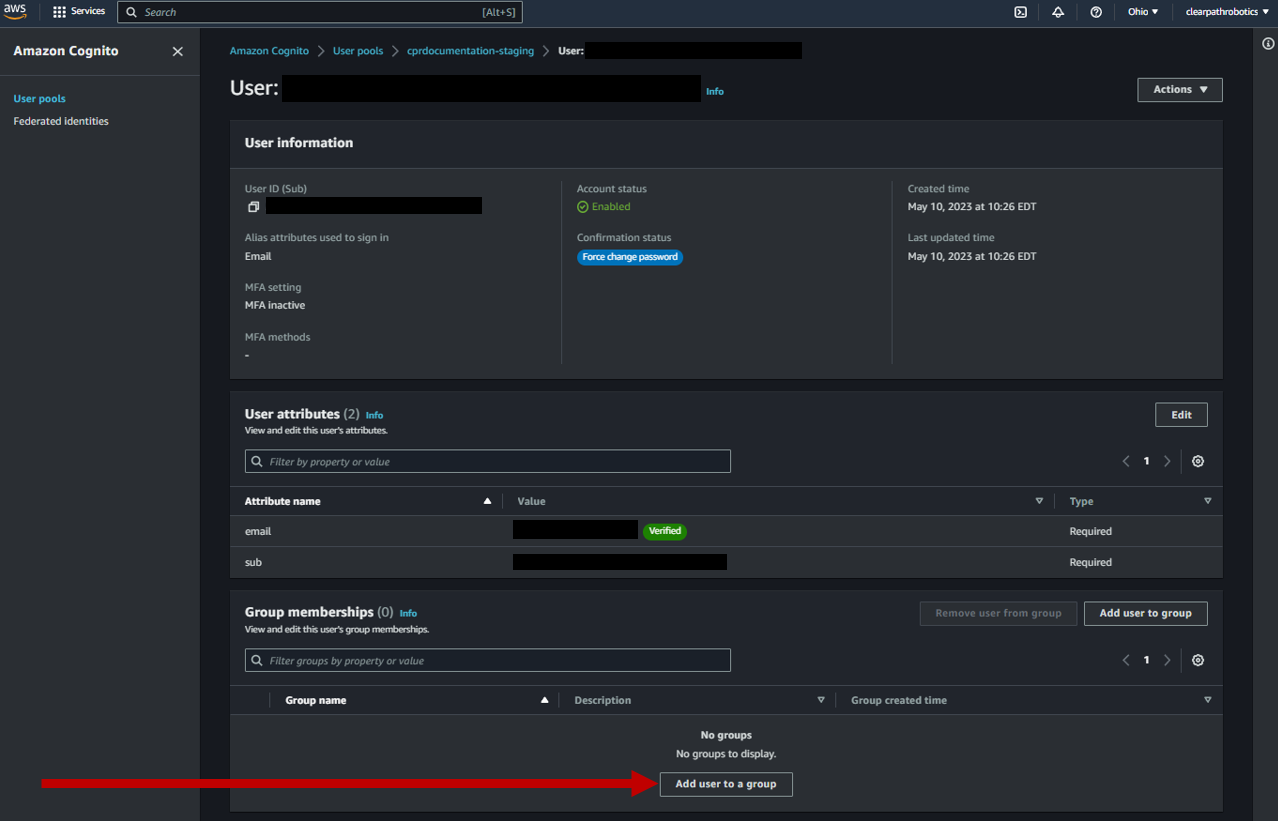 aws Services Search [Alt+S] Ohio ▼ clearpathrobotics ▼
Amazon Cognito
User pools
Federated identities
Amazon Cognito > User pools > cprdocumentation-staging > User:
User: Info
Actions ▼
User information
User ID (Sub)
Alias attributes used to sign in
Email
MFA setting
MFA inactive
MFA methods
-
Account status
Enabled
Confirmation status
Force change password
Created time
May 10, 2023 at 10:26 EDT
Last updated time
May 10, 2023 at 10:26 EDT
User attributes (2) Info
View and edit this user's attributes.
Edit
Filter by property or value
< 1 >
Attribute name Value Type
email Verified Required
sub Required
Group memberships (0) Info
View and edit this user's group memberships.
Remove user from group Add user to group
Filter groups by property or value
< 1 >
Group name Description Group created time
No groups
No groups to display.
Add user to a group